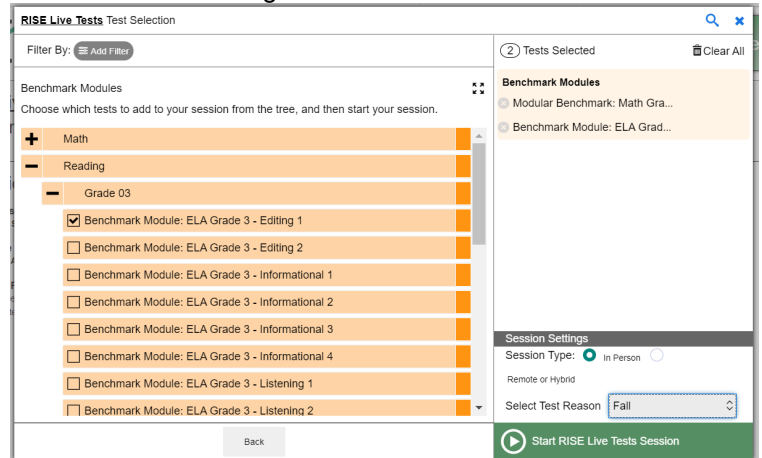 RISE Live Tests Test Selection
Filter By: Add Filter
Benchmark Modules
Choose which tests to add to your session from the tree, and then start your session.
Math
Reading
Grade 03
Benchmark Module: ELA Grade 3 - Editing 1
Benchmark Module: ELA Grade 3 - Editing 2
Benchmark Module: ELA Grade 3 - Informational 1
Benchmark Module: ELA Grade 3 - Informational 2
Benchmark Module: ELA Grade 3 - Informational 3
Benchmark Module: ELA Grade 3 - Informational 4
Benchmark Module: ELA Grade 3 - Listening 1
Benchmark Module: ELA Grade 3 - Listening 2
Back
2 Tests Selected
Clear All
Benchmark Modules
Modular Benchmark: Math Gra...
Benchmark Module: ELA Grad...
Session Settings
Session Type: In Person
Remote or Hybrid
Select Test Reason Fall
Start RISE Live Tests Session